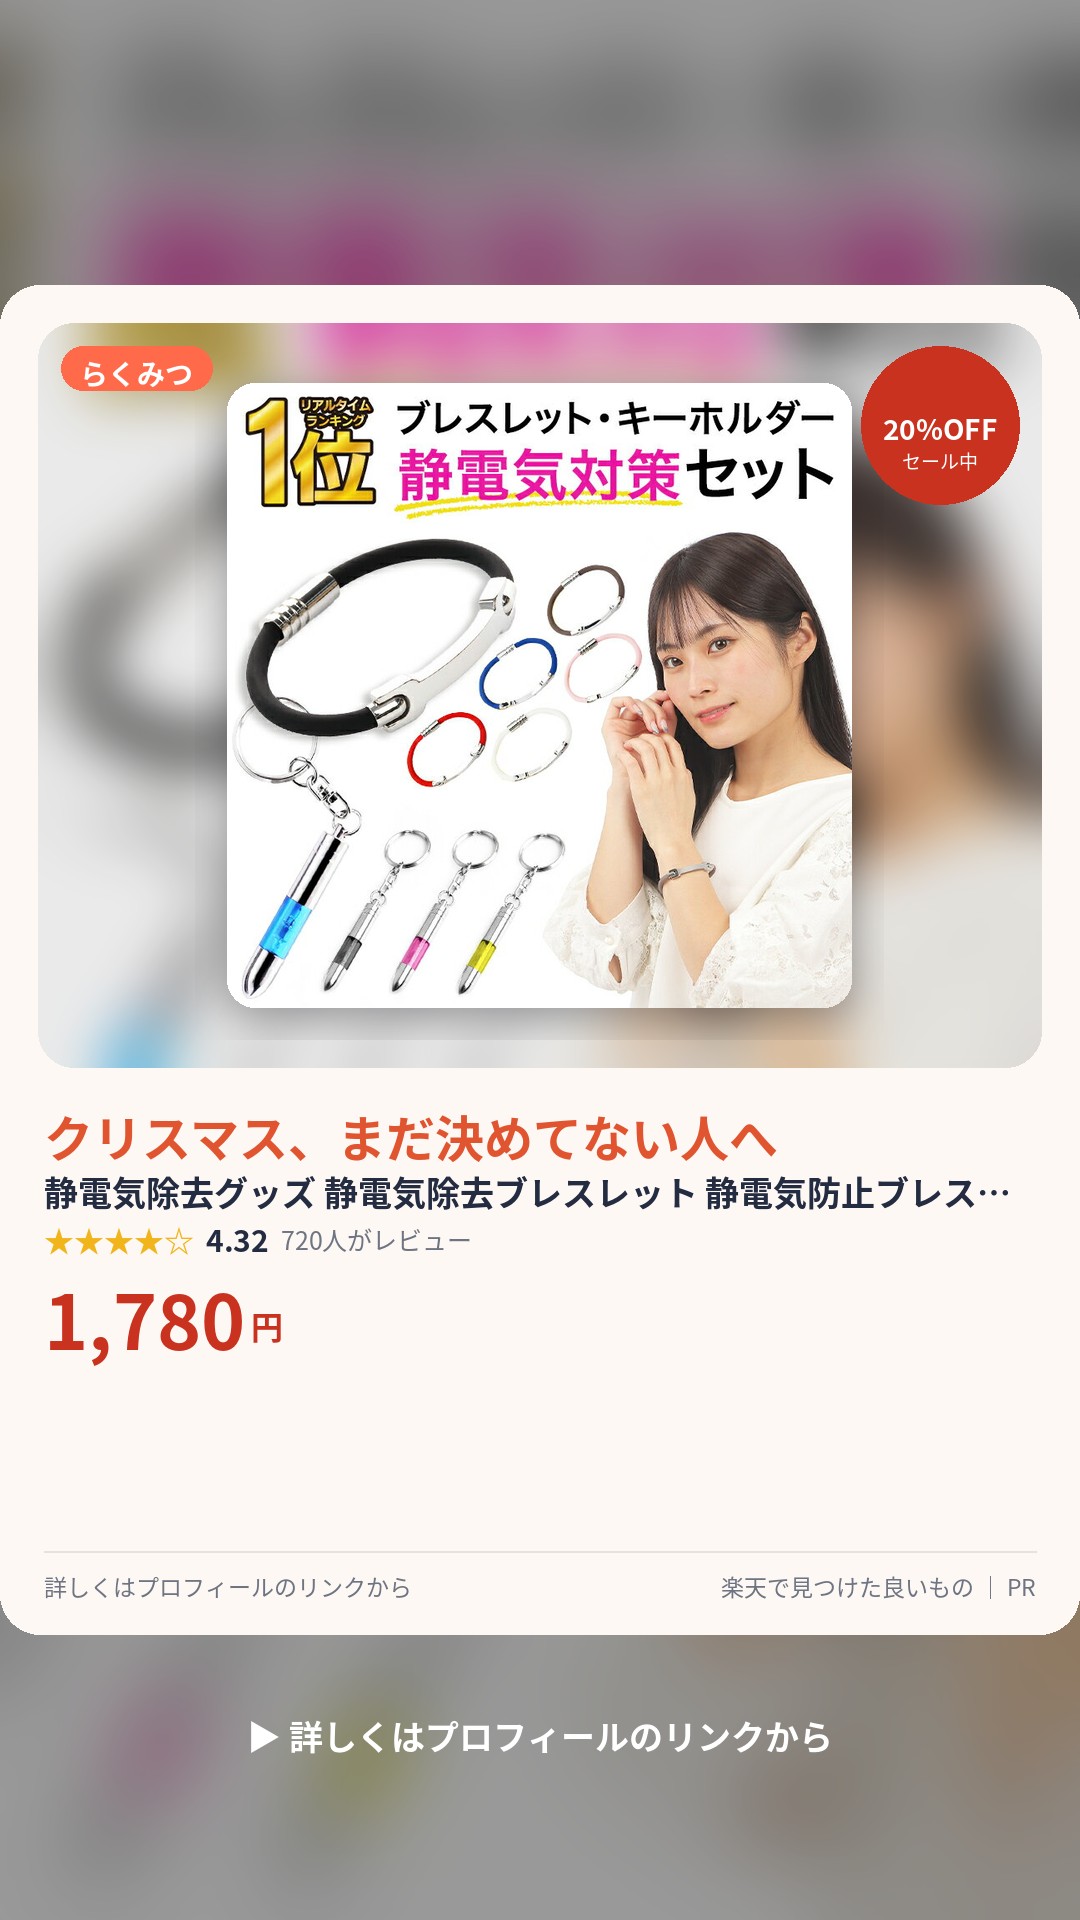 らくみつ
1位
リアルタイム
ランキング
ブレスレット・キーホルダー
静電気対策セット
20%OFF
セール中
クリスマス、まだ決めてない人へ
静電気除去グッズ 静電気除去ブレスレット 静電気防止ブレス…
★★★★☆ 4.32 720人がレビュー
1,780円
詳しくはプロフィールのリンクから
楽天で見つけた良いもの ｜ PR
▶ 詳しくはプロフィールのリンクから